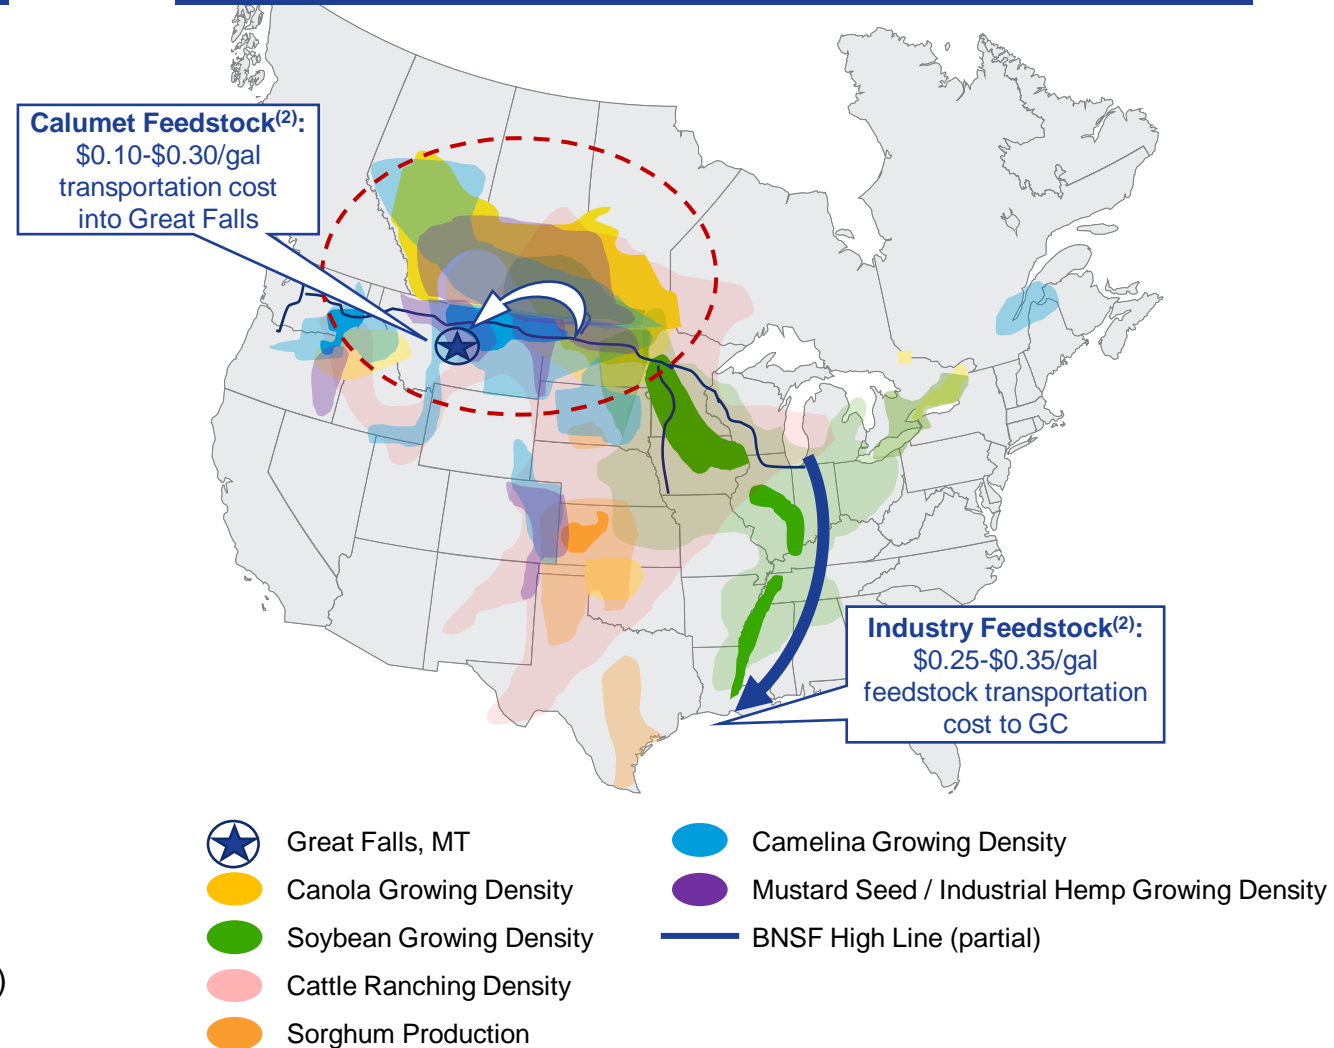 Calumet Feedstock(2):
$0.10-$0.30/gal
transportation cost
into Great Falls
Industry Feedstock(2):
$0.25-$0.35/gal
feedstock transportation
cost to GC
Great Falls, MT
Canola Growing Density
Soybean Growing Density
Cattle Ranching Density
Sorghum Production
Camelina Growing Density
Mustard Seed / Industrial Hemp Growing Density
BNSF High Line (partial)
)